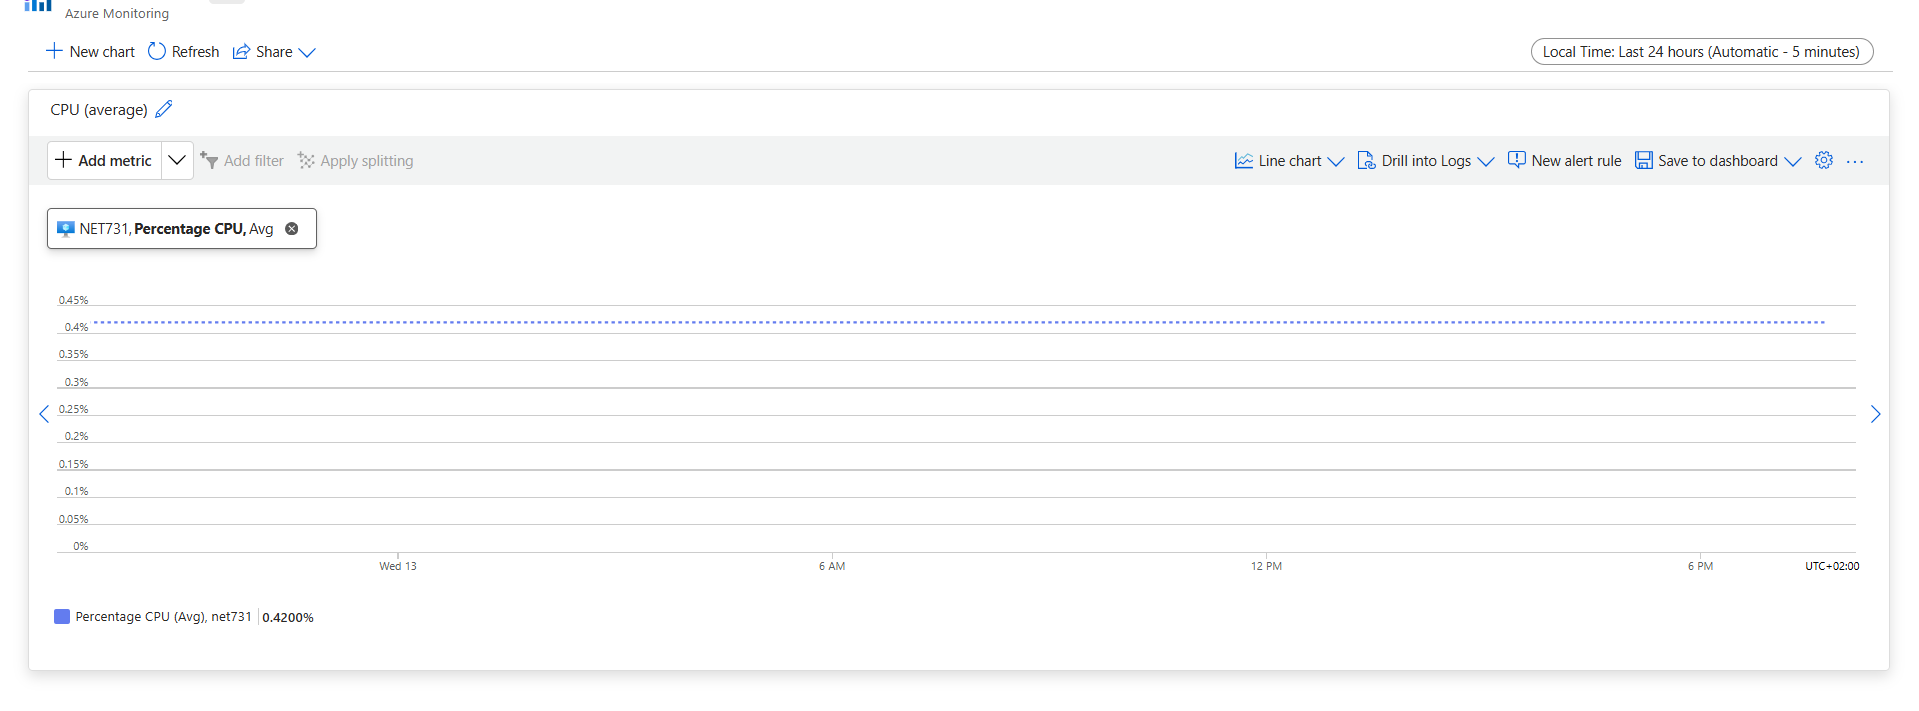 Azure Monitoring
New chart Refresh Share
Local Time: Last 24 hours (Automatic - 5 minutes)
CPU (average)
Add metric Add filter Apply splitting Line chart Drill into Logs New alert rule Save to dashboard ...
NET731, Percentage CPU, Avg
0.45%
0.4%
0.35%
0.3%
0.25%
0.2%
0.15%
0.1%
0.05%
0%
Wed 13 6 AM 12 PM 6 PM UTC+02:00
Percentage CPU (Avg), net731 0.4200%